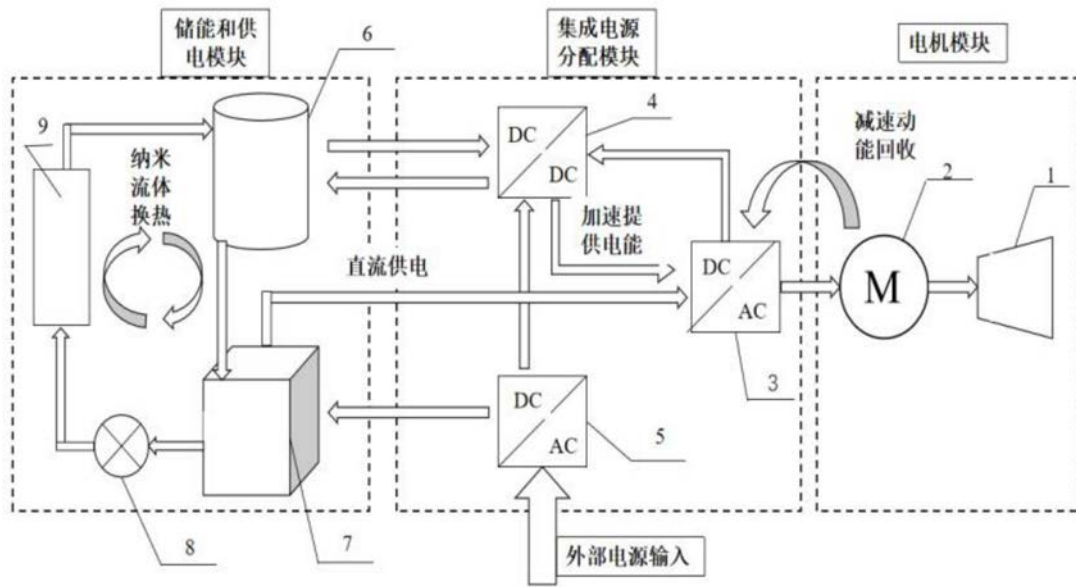 储能和供
电模块
集成电源
分配模块
电机模块
6
9
纳米
流体
换热
DC
DC
4
加速提
供电能
减速动
能回收
2
1
直流供电
DC
AC
M
3
DC
AC
5
8
7
外部电源输入